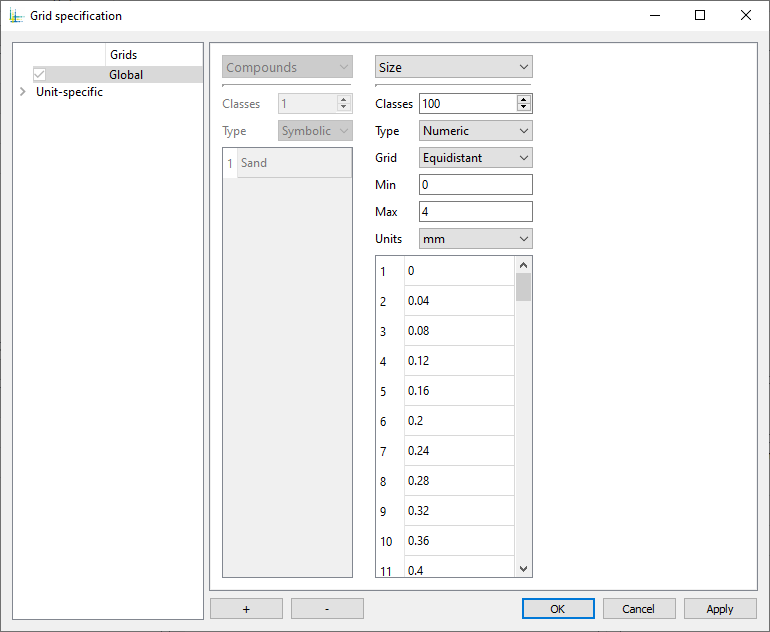 Grid specification
Grids
Global
Unit-specific
Compounds
Classes 1
Type Symbolic
1 Sand
Size
Classes 100
Type Numeric
Grid Equidistant
Min 0
Max 4
Units mm
1 0
2 0.04
3 0.08
4 0.12
5 0.16
6 0.2
7 0.24
8 0.28
9 0.32
10 0.36
11 0.4
+ - OK Cancel Apply